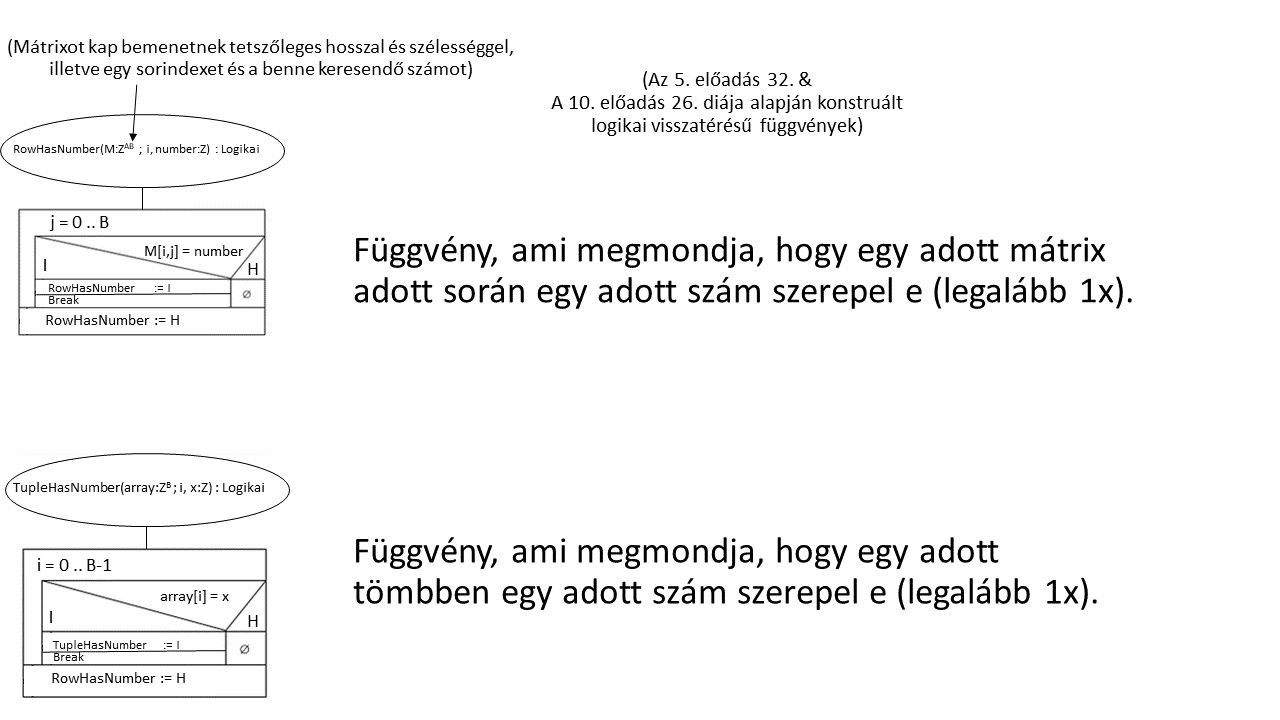 (Mátrixot kap bemenetnek tetszőleges hosszal és szélességgel,
illetve egy sorindexet és a benne keresendő számot)
(Az 5. előadás 32. &
A 10. előadás 26. diája alapján konstruált
logikai visszatérésű függvények)
RowHasNumber(M:Zᴬᴮ ; i, number:Z) : Logikai
j = 0 .. B
M[i,j] = number
I
H
RowHasNumber := I
∅
Break
RowHasNumber := H
Függvény, ami megmondja, hogy egy adott mátrix
adott során egy adott szám szerepel e (legalább 1x).
TupleHasNumber(array:Zᴮ ; i, x:Z) : Logikai
i = 0 .. B-1
array[i] = x
I
H
TupleHasNumber := I
∅
Break
RowHasNumber := H
Függvény, ami megmondja, hogy egy adott
tömbben egy adott szám szerepel e (legalább 1x).